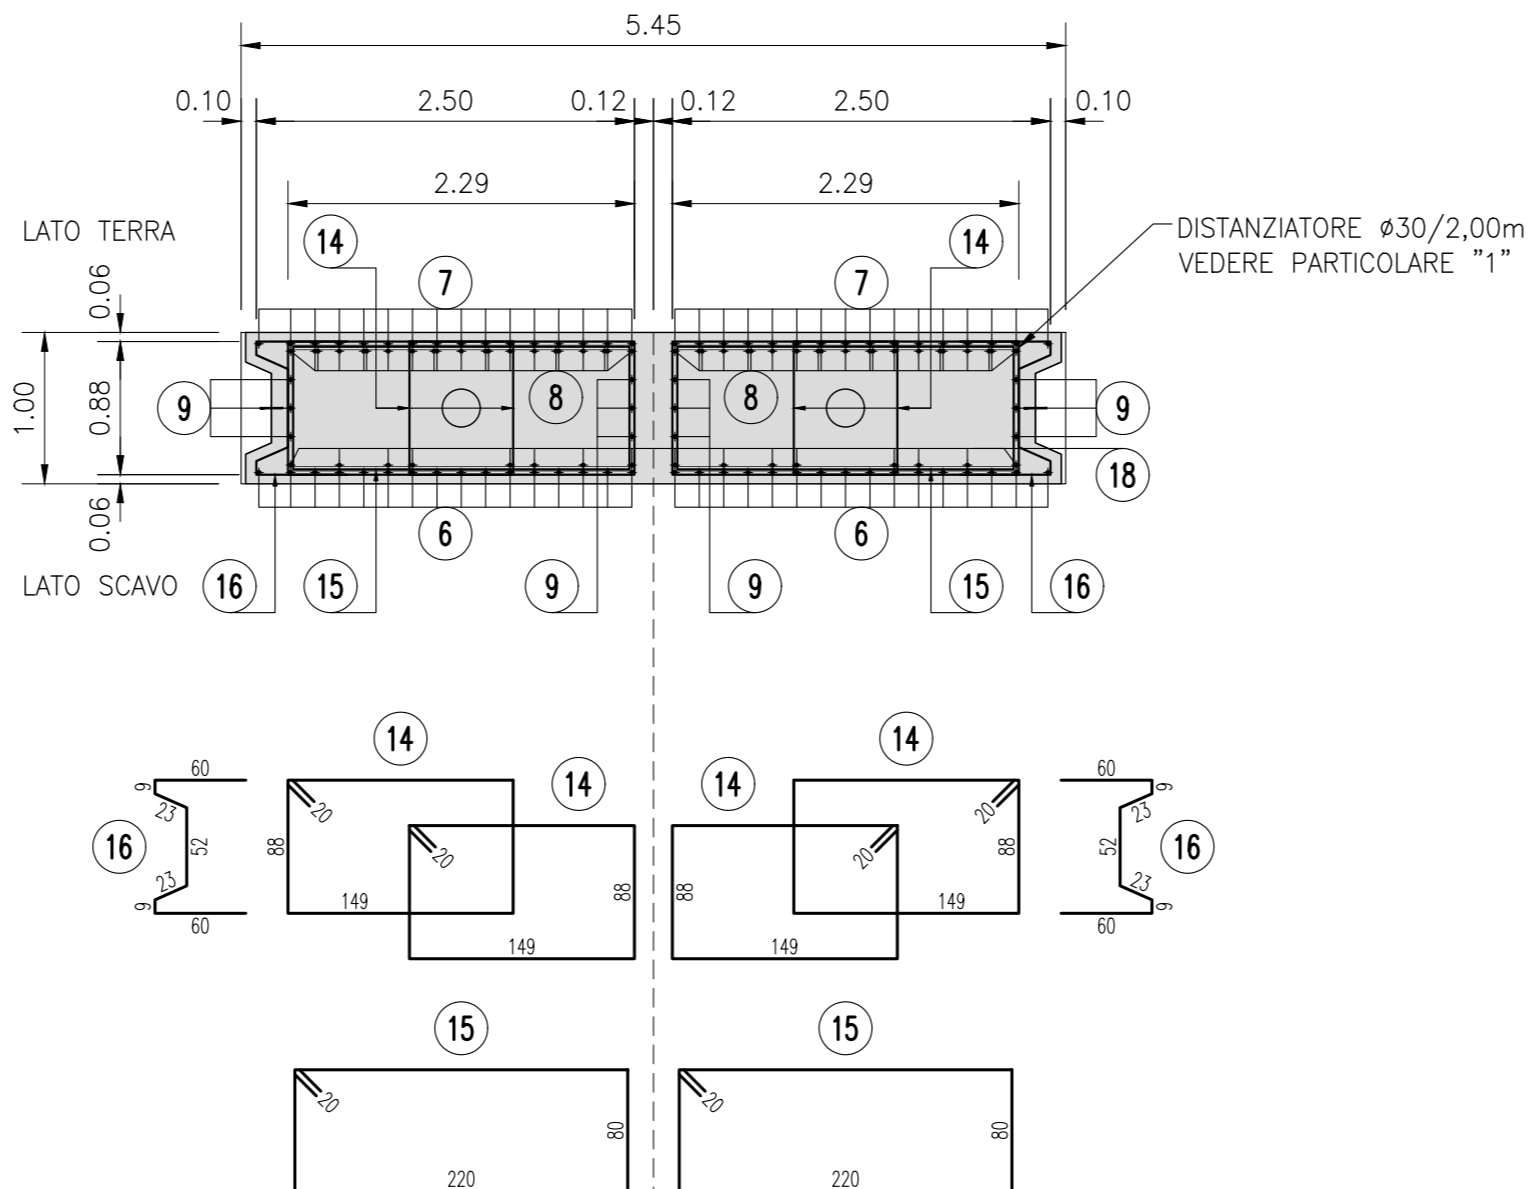 5.45
0.10 2.50 0.12 0.12 2.50 0.10
2.29 2.29
LATO TERRA
14 14
DISTANZIATORE ø30/2,00m
VEDERE PARTICOLARE "1"
7 7
0.06
1.00 0.88
9 8 8 9
18
0.06
6 6
LATO SCAVO
16 15 9 9 15 16
14 14
60 14 14 60
9 20 20 9
23 23
16 88 52 20 20 88 52 16
88 88
23 23
9 149 149 9
60 60
149 149
15 15
20 20
80 80
220 220